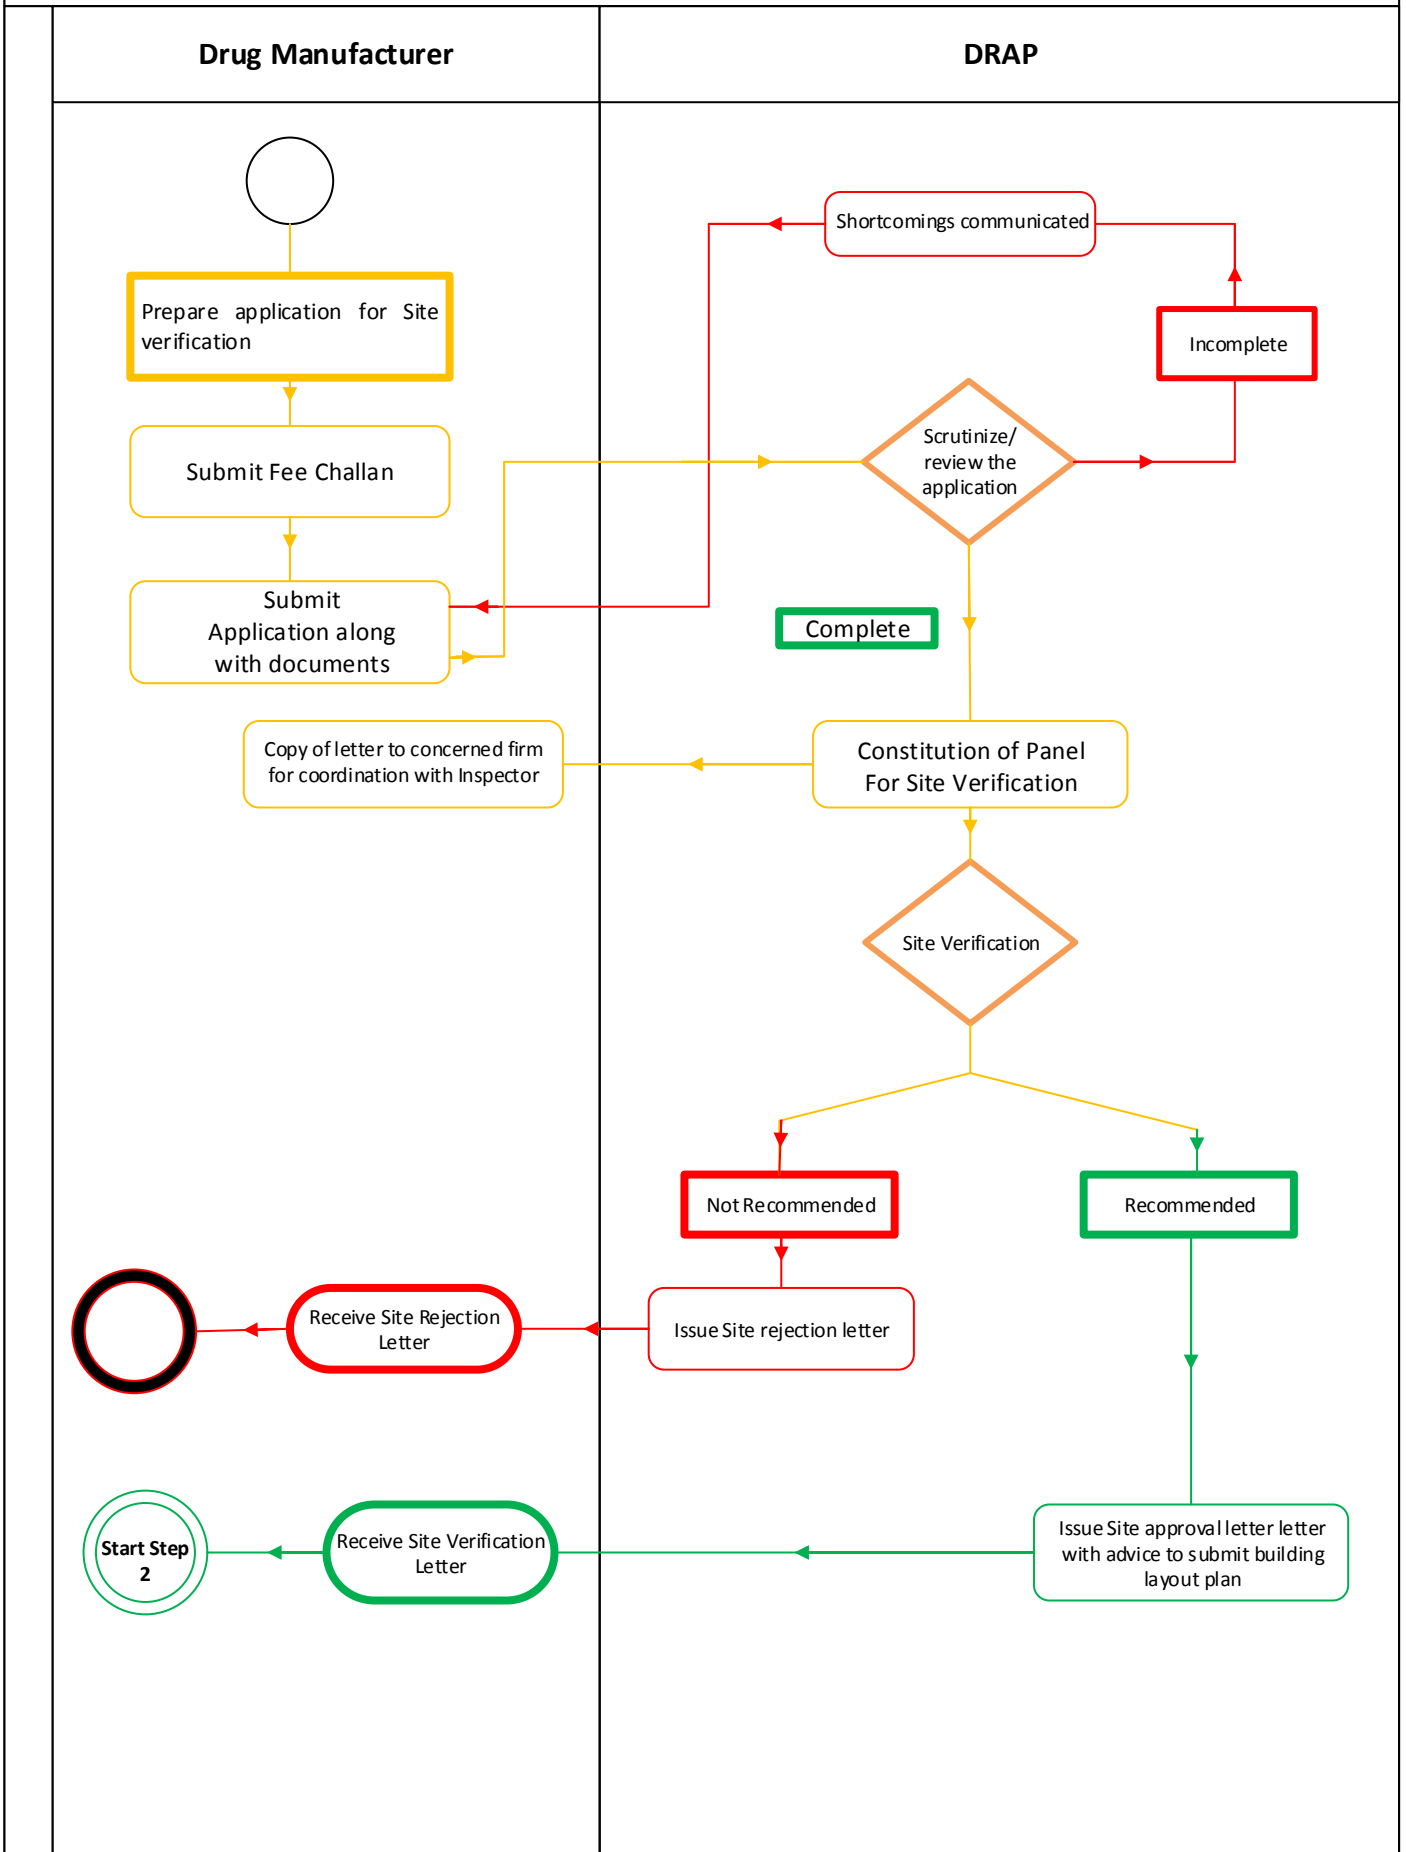 Drug Manufacturer
DRAP
Shortcomings communicated
Prepare application for Site
verification
Incomplete
Scrutinize/
review the
application
Submit Fee Challan
Submit
Application along
with documents
Complete
Copy of letter to concerned firm
for coordination with Inspector
Constitution of Panel
For Site Verification
Site Verification
Not Recommended
Recommended
Receive Site Rejection
Letter
Issue Site rejection letter
Start Step
2
Receive Site Verification
Letter
Issue Site approval letter letter
with advice to submit building
layout plan